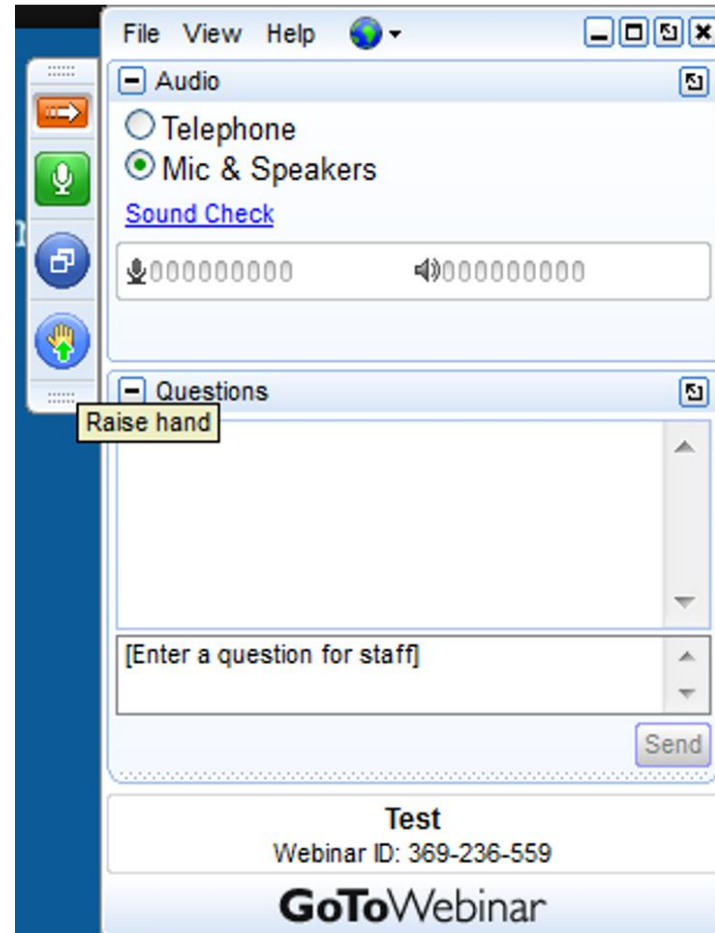 File View Help
Audio
Telephone
Mic & Speakers
Sound Check
000000000 000000000
Questions
Raise hand
[Enter a question for staff]
Send
Test
Webinar ID: 369-236-559
GoToWebinar